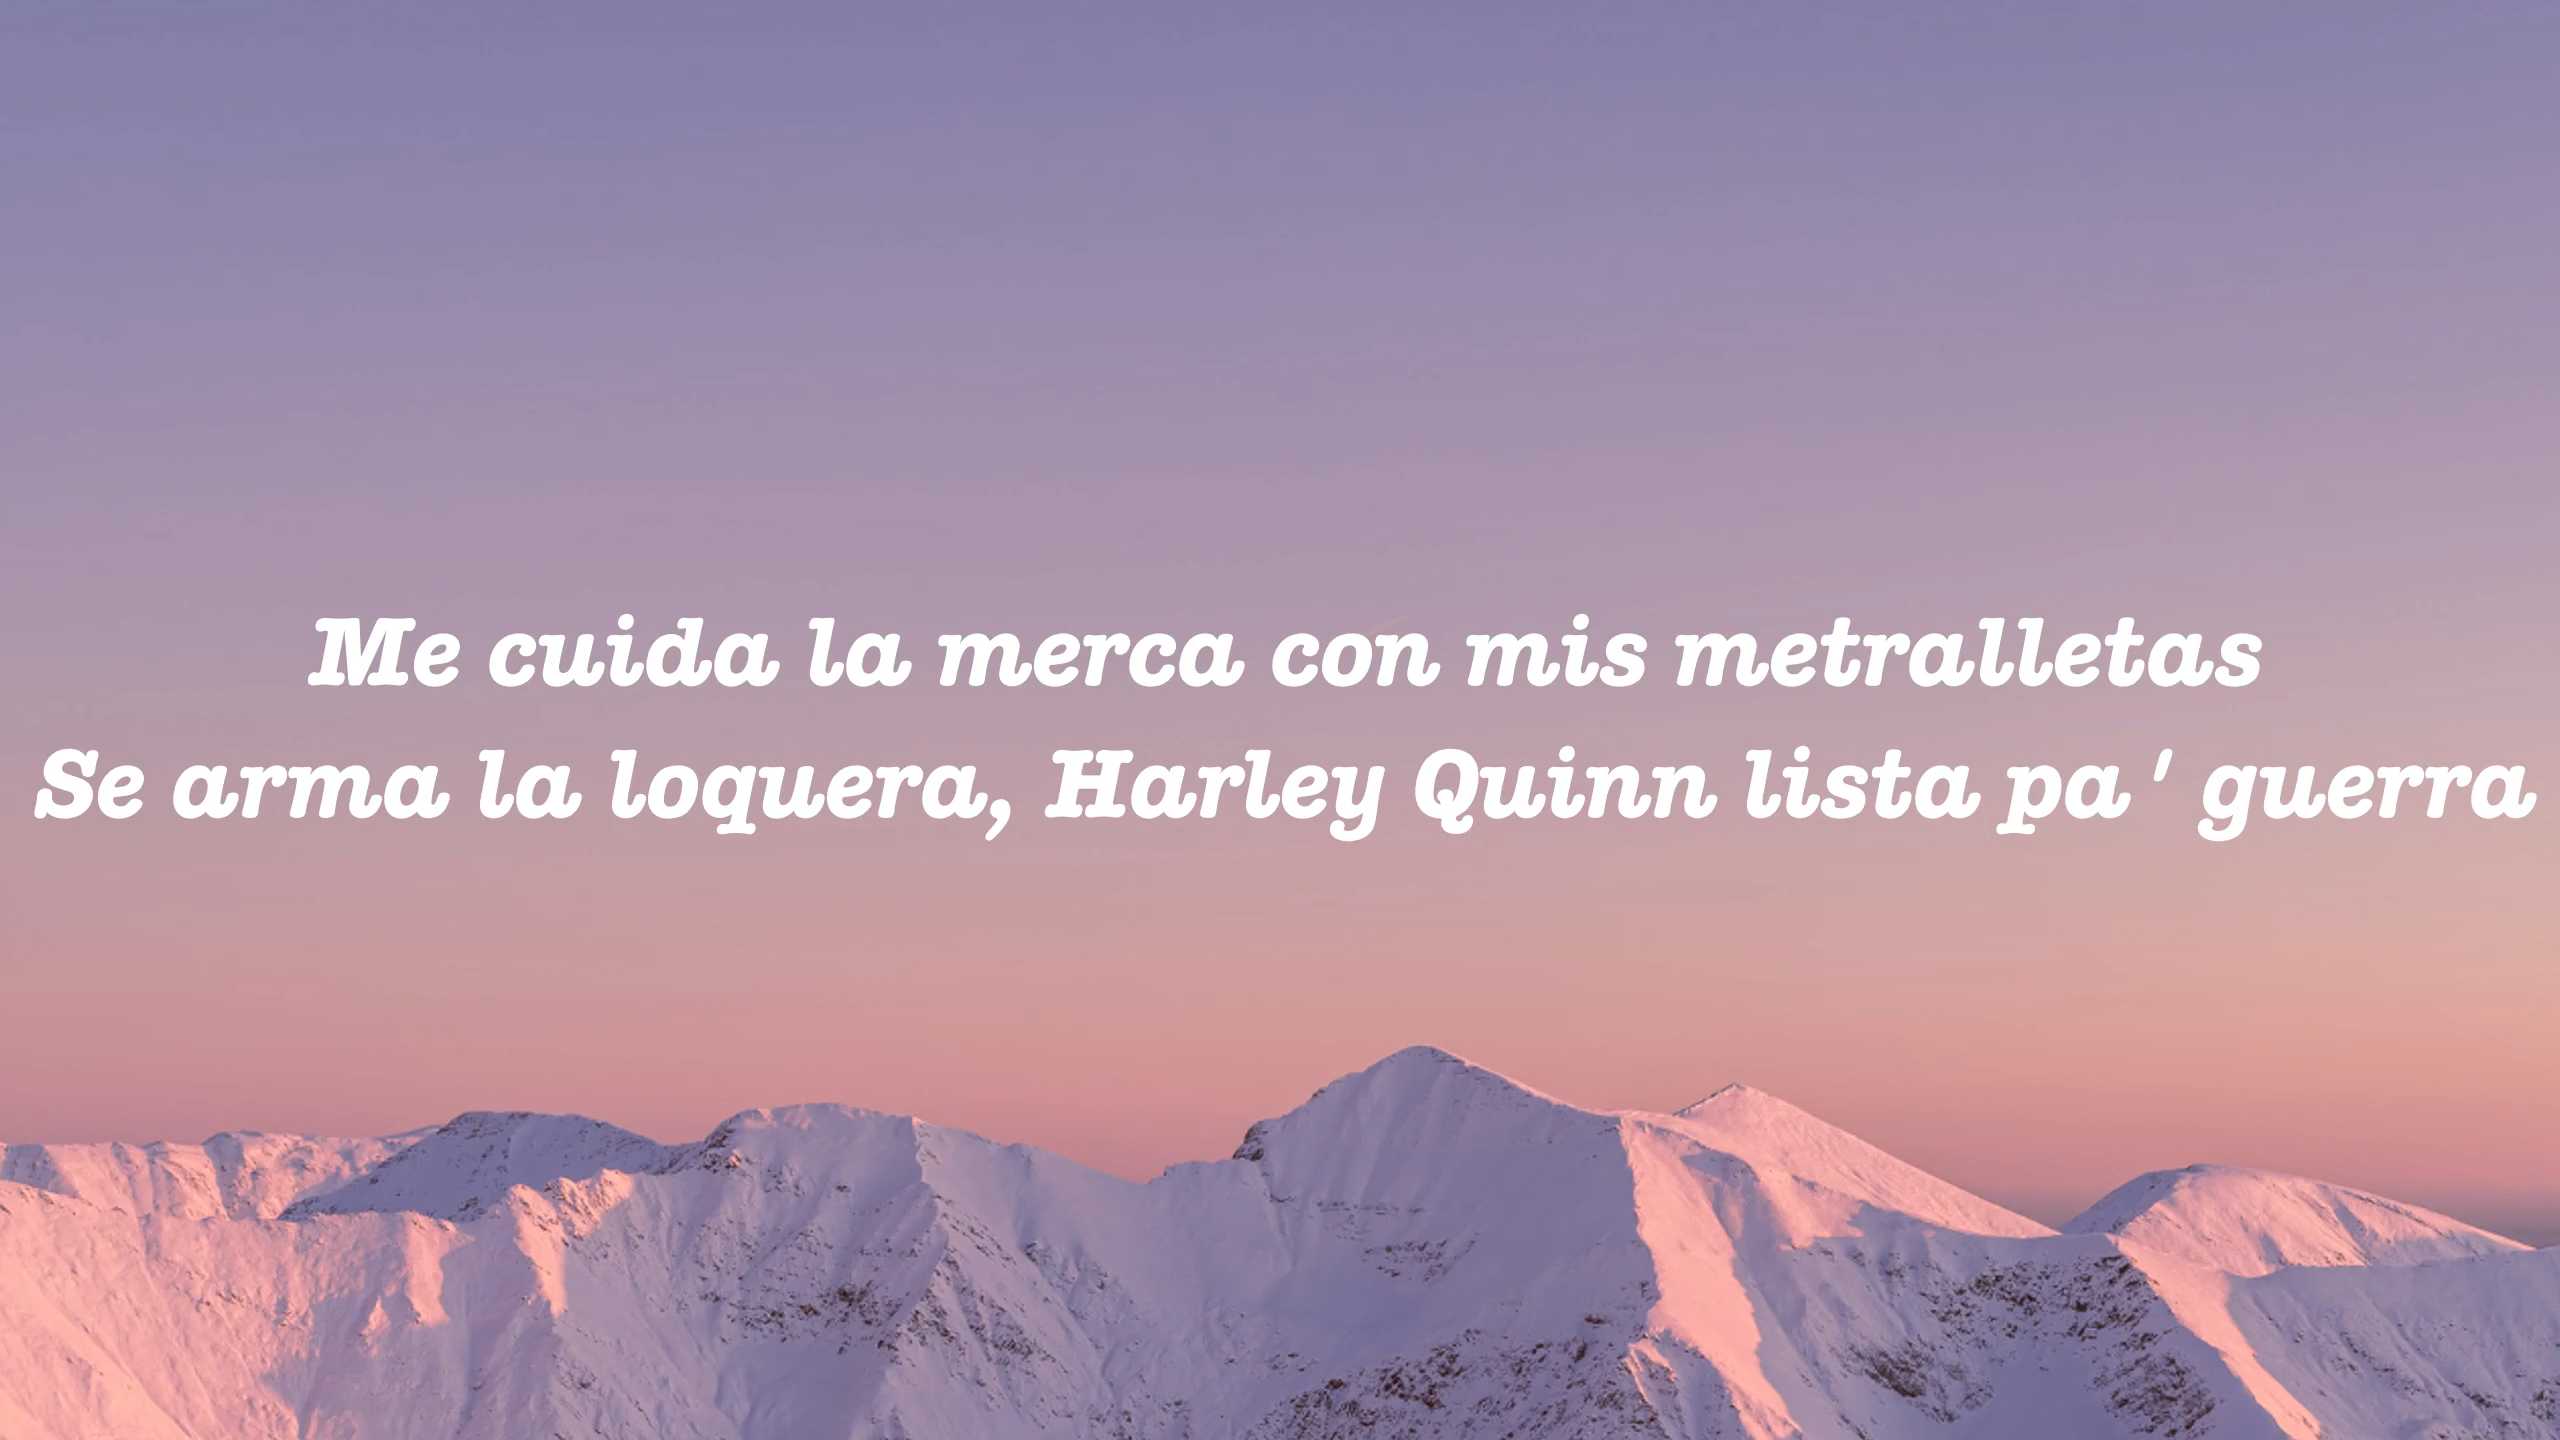 Me cuida la merca con mis metralletas
Se arma la loquera, Harley Quinn lista pa' guerra